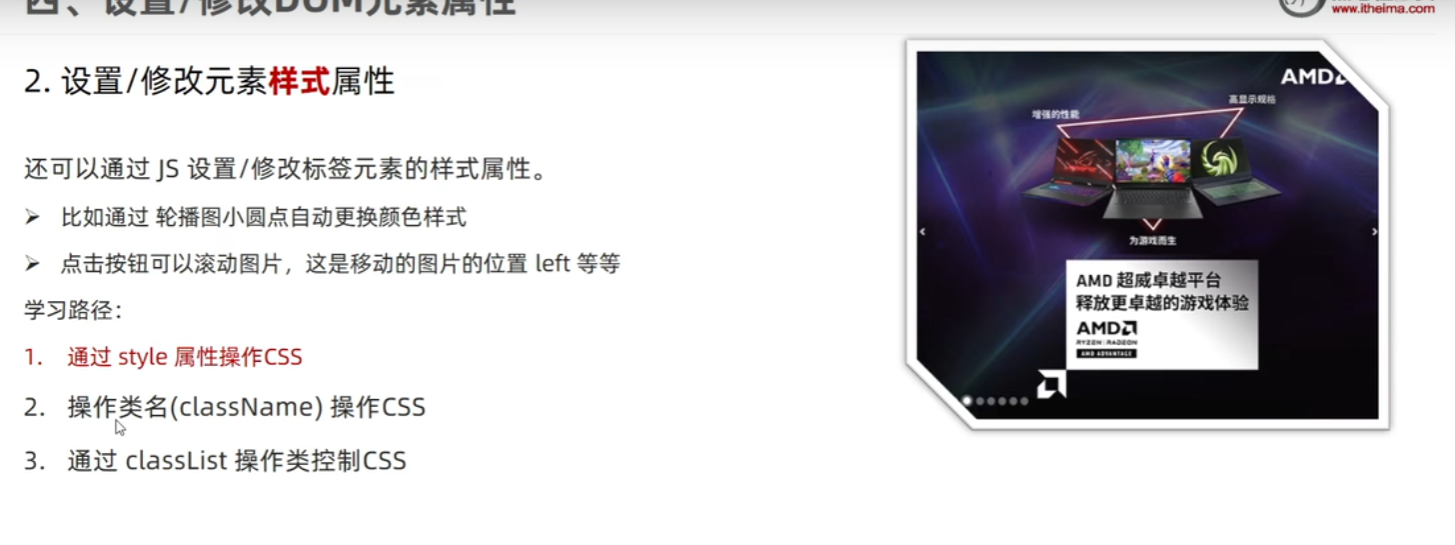 四、设置/修改DOM元素属性
www.itheima.com
2. 设置/修改元素样式属性
还可以通过 JS 设置/修改标签元素的样式属性。
➢ 比如通过 轮播图小圆点自动更换颜色样式
➢ 点击按钮可以滚动图片，这是移动的图片的位置 left 等等
学习路径：
1. 通过 style 属性操作CSS
2. 操作类名(className) 操作CSS
3. 通过 classList 操作类控制CSS
AMD
高显示规格
增强的性能
为游戏而生
AMD 超威卓越平台
释放更卓越的游戏体验
AMD
RYZEN | RADEON
AMD ADVANTAGE